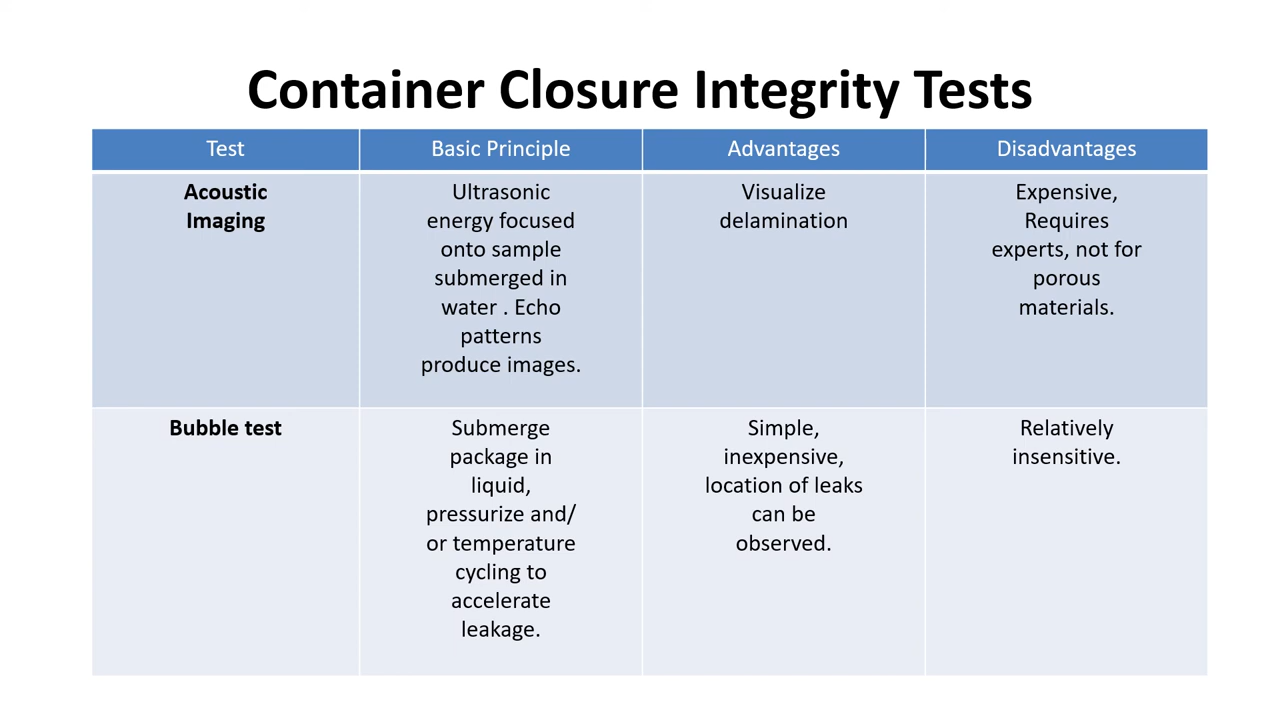 Container Closure Integrity Tests
Test
Basic Principle
Advantages
Disadvantages
Acoustic
Imaging
Ultrasonic
energy focused
onto sample
submerged in
water . Echo
patterns
produce images.
Visualize
delamination
Expensive,
Requires
experts, not for
porous
materials.
Bubble test
Submerge
package in
liquid,
pressurize and/
or temperature
cycling to
accelerate
leakage.
Simple,
inexpensive,
location of leaks
can be
observed.
Relatively
insensitive.